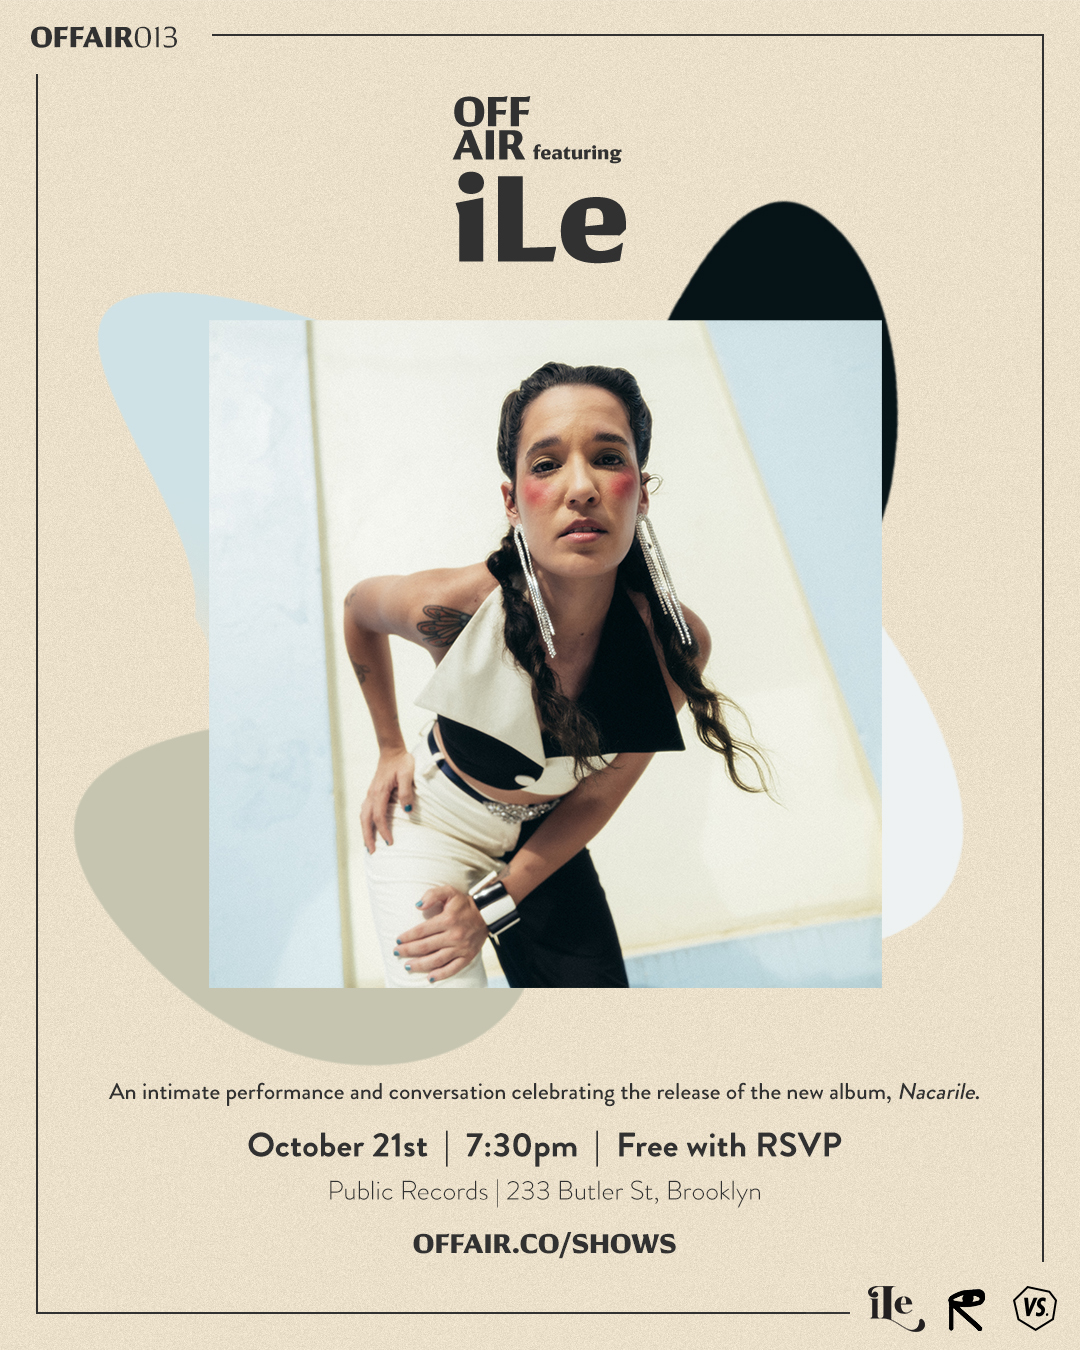 OFFAIR013
OFF
AIR featuring
iLe
An intimate performance and conversation celebrating the release of the new album, Nacarile.
October 21st | 7:30pm | Free with RSVP
Public Records | 233 Butler St, Brooklyn
OFFAIR.CO/SHOWS
iLe R VS.